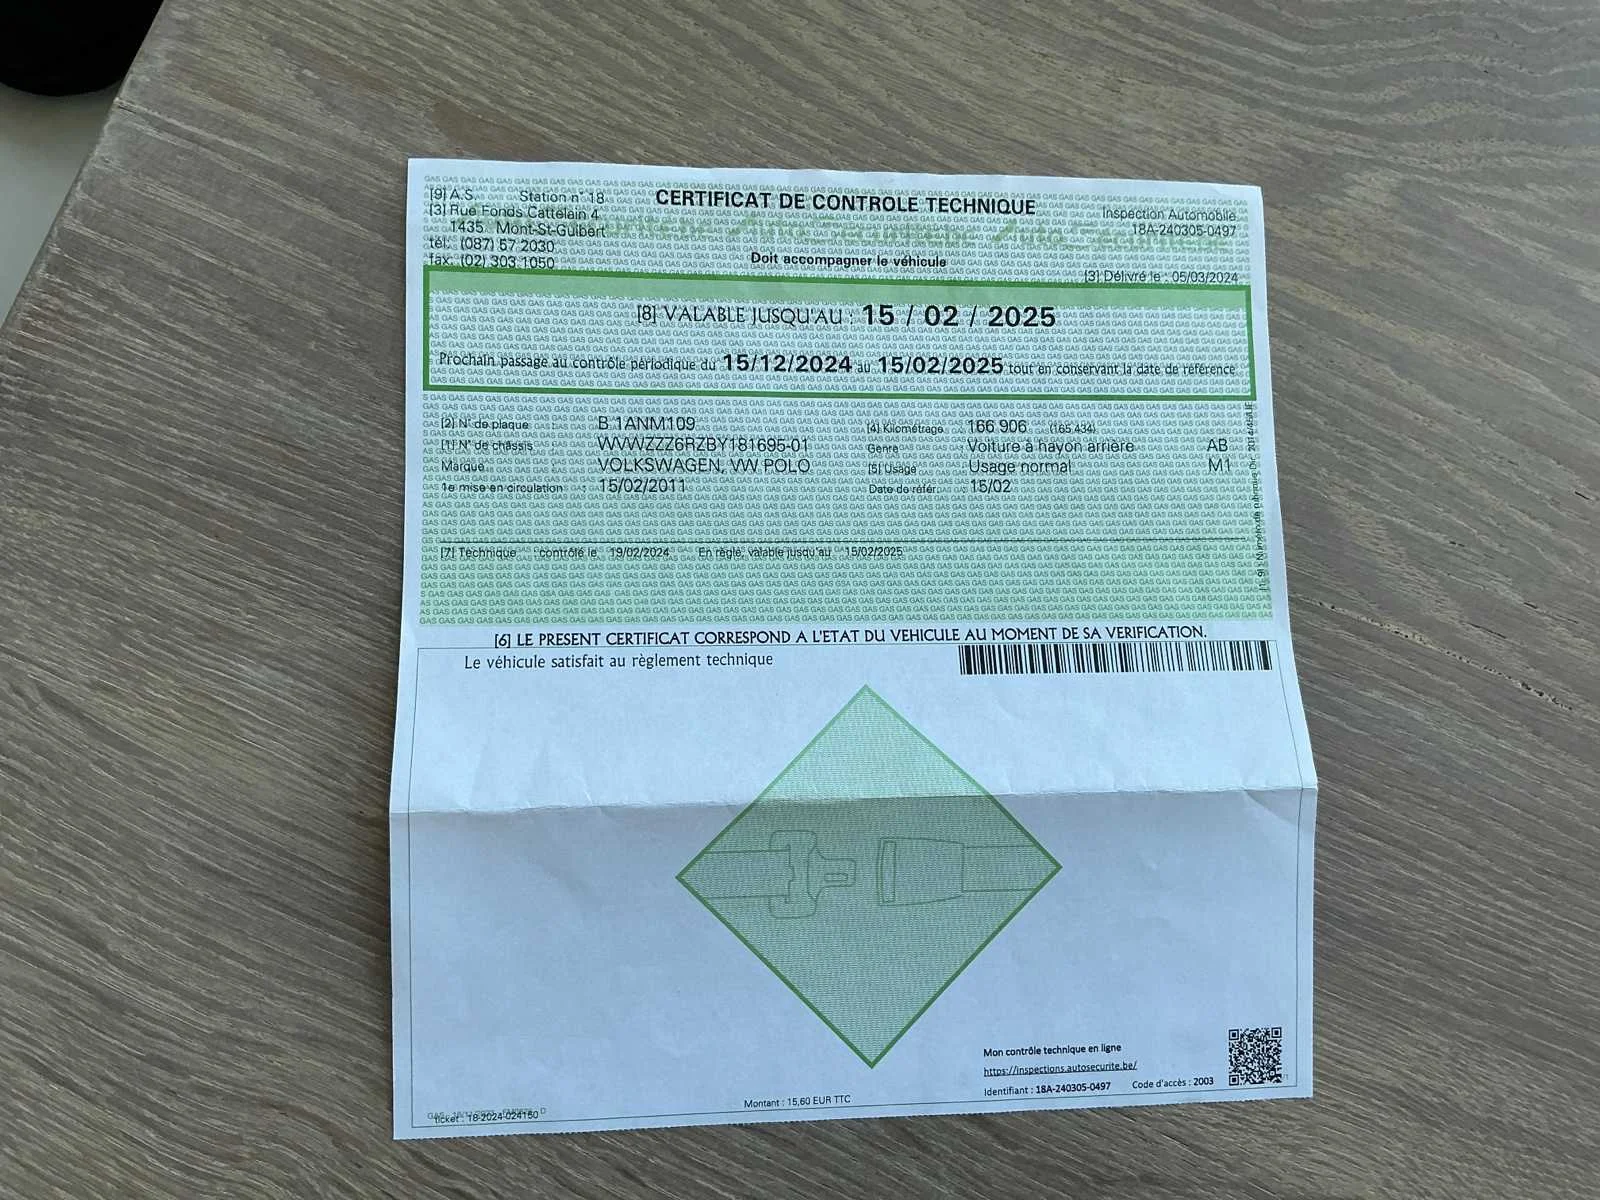 [9] A.S. Station n° 18
CERTIFICAT DE CONTROLE TECHNIQUE
Inspection Automobile
[3] Rue Fonds Cattelain 4
18A-240305-0497
1435 Mont-St-Guibert
tél: (087) 57 2030
Doit accompagner le véhicule
fax: (02) 303 1050
[3] Délivré le : 05/03/2024
[8] VALABLE JUSQU'AU : 15 / 02 / 2025
Prochain passage au contrôle périodique du 15/12/2024 au 15/02/2025 tout en conservant la date de référence
[2] N° de plaque : B 1ANM109
[4] Kilométrage : 166 906 (165 434)
[1] N° de châssis : WVWZZZ6RZBY181695-01
Genre : Voiture à hayon arrière AB
Marque : VOLKSWAGEN, VW POLO
[5] Usage : Usage normal M1
1e mise en circulation : 15/02/2011
Date de référ. : 15/02
[7] Technique : contrôlé le 19/02/2024 En règle, valable jusqu'au 15/02/2025
[6] LE PRESENT CERTIFICAT CORRESPOND A L'ETAT DU VEHICULE AU MOMENT DE SA VERIFICATION.
Le véhicule satisfait au règlement technique
Mon contrôle technique en ligne
https://inspections.autosecurite.be/
Identifiant : 18A-240305-0497 Code d'accès : 2003
Montant : 15,60 EUR TTC
ticket : 18-2024-024150